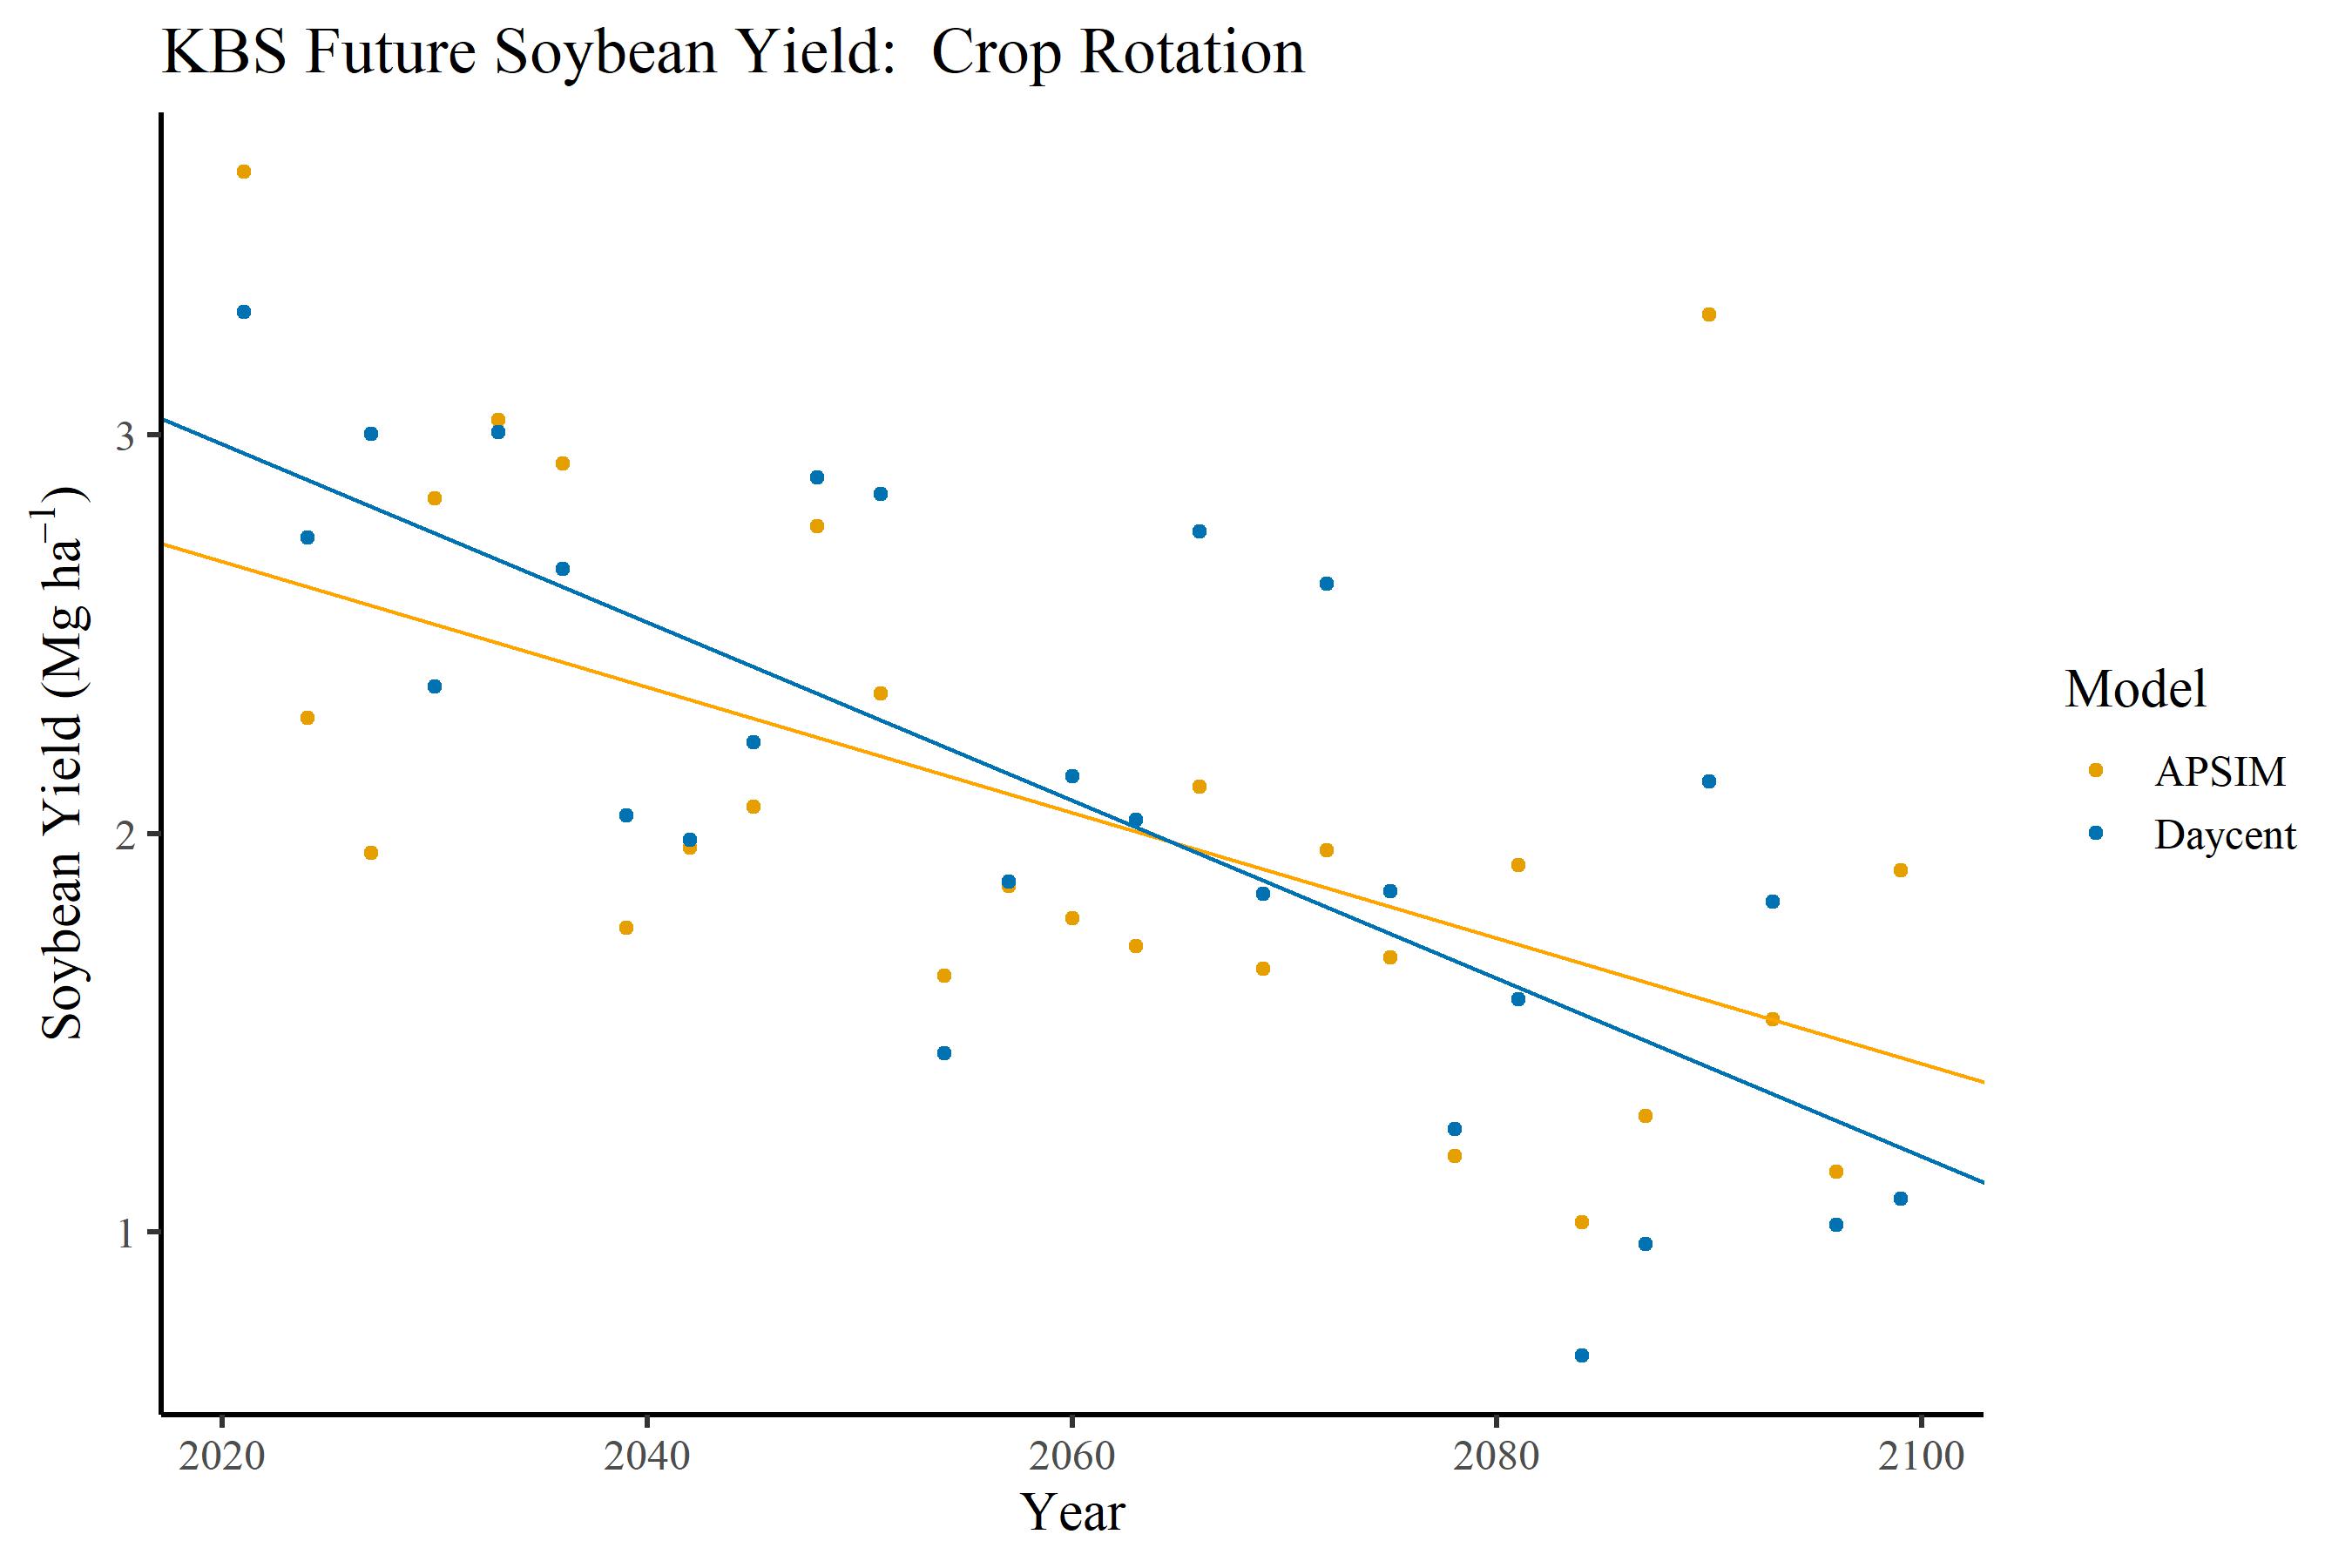 KBS Future Soybean Yield:  Crop Rotation
Soybean Yield (Mg ha⁻¹)
3
2
1
2020
2040
2060
2080
2100
Year
Model
APSIM
Daycent